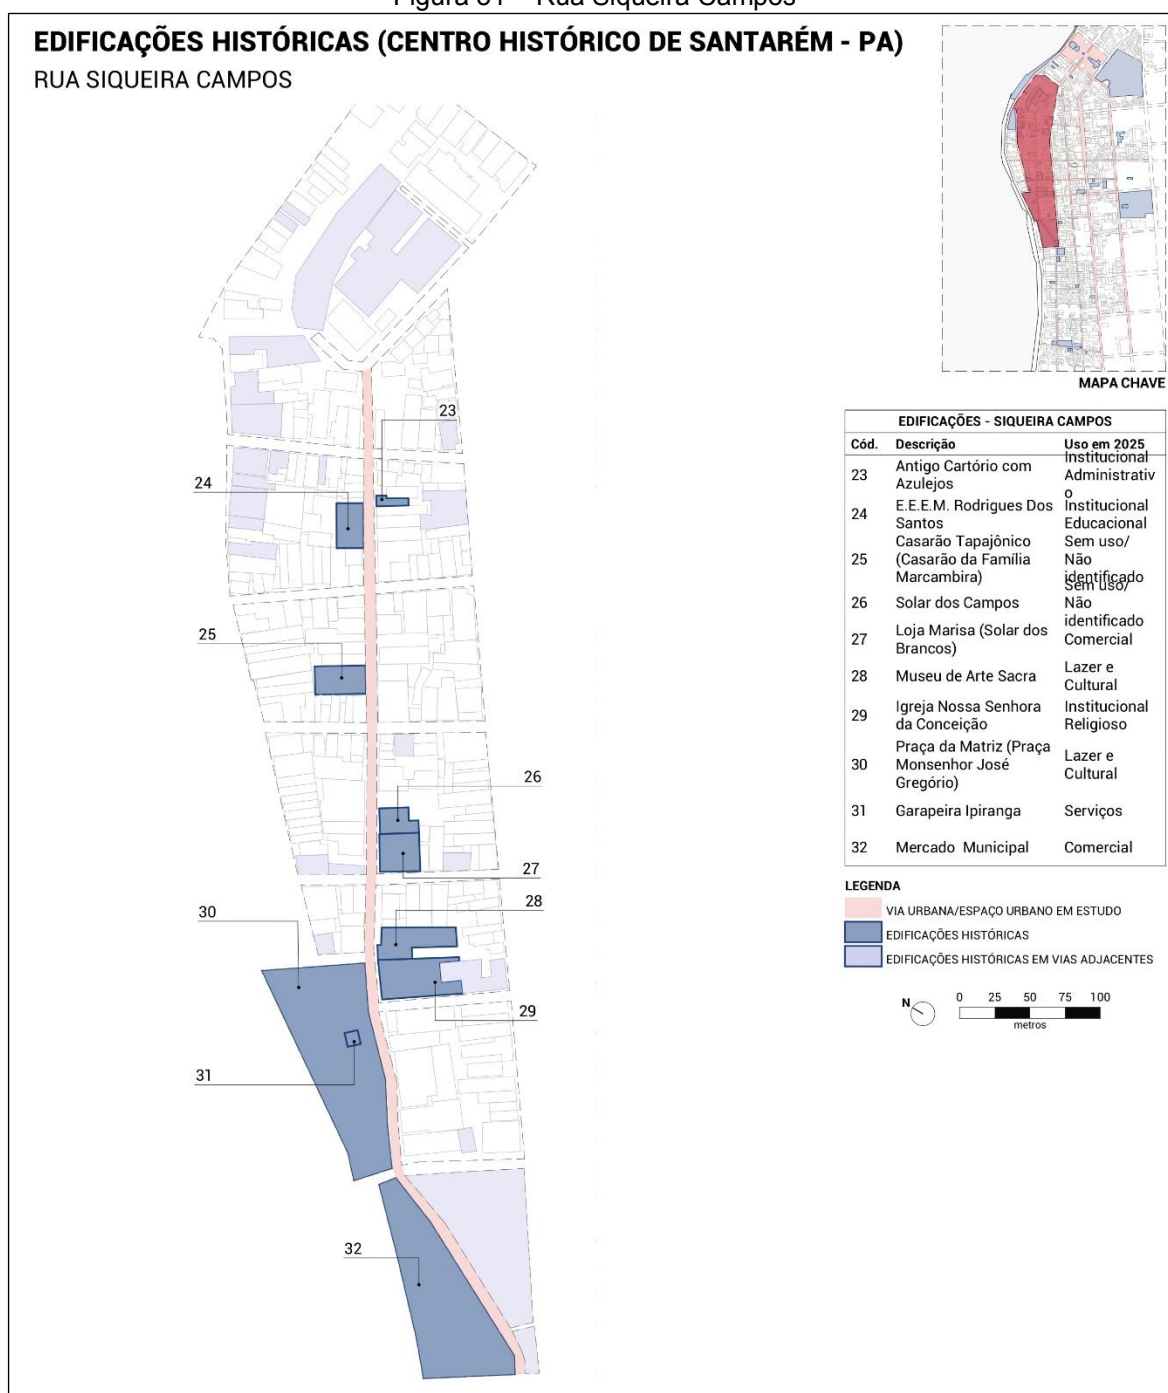 Figura 31 – Rua Siqueira Campos
EDIFICAÇÕES HISTÓRICAS (CENTRO HISTÓRICO DE SANTARÉM - PA)
RUA SIQUEIRA CAMPOS
MAPA CHAVE
23
24
25
26
27
28
30
29
31
32
EDIFICAÇÕES - SIQUEIRA CAMPOS
Cód. Descrição Uso em 2025
23 Antigo Cartório com Azulejos Institucional Administrativo
24 E.E.E.M. Rodrigues Dos Santos Institucional Educacional
25 Casarão Tapajônico (Casarão da Família Marcambira) Sem uso/ Não identificado
26 Solar dos Campos Sem uso/ Não identificado
27 Loja Marisa (Solar dos Brancos) Comercial
28 Museu de Arte Sacra Lazer e Cultural
29 Igreja Nossa Senhora da Conceição Institucional Religioso
30 Praça da Matriz (Praça Monsenhor José Gregório) Lazer e Cultural
31 Garapeira Ipiranga Serviços
32 Mercado Municipal Comercial
LEGENDA
VIA URBANA/ESPAÇO URBANO EM ESTUDO
EDIFICAÇÕES HISTÓRICAS
EDIFICAÇÕES HISTÓRICAS EM VIAS ADJACENTES
N
0 25 50 75 100
metros